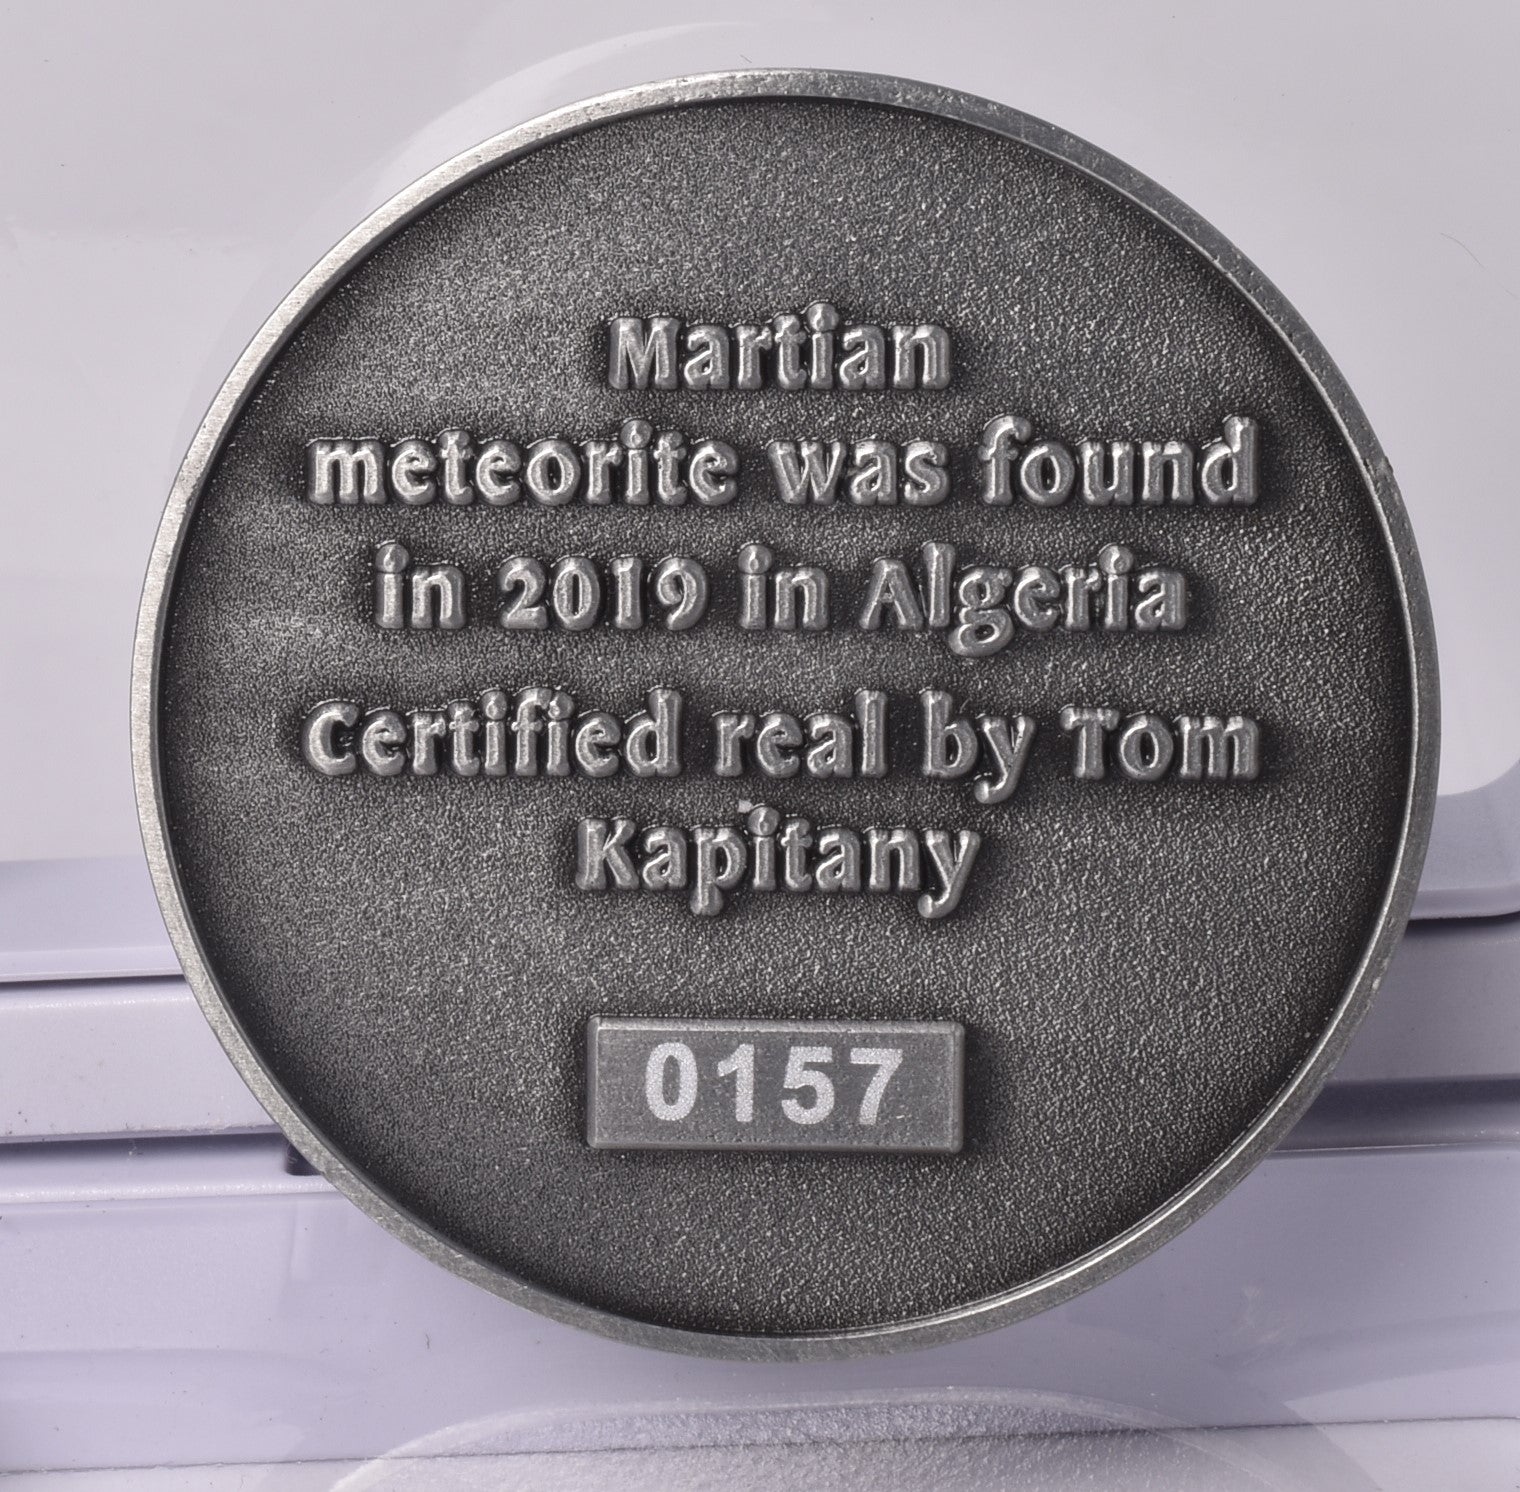 Martian
meteorite was found
in 2019 in Algeria
Certified real by Tom
Kapitany
0157